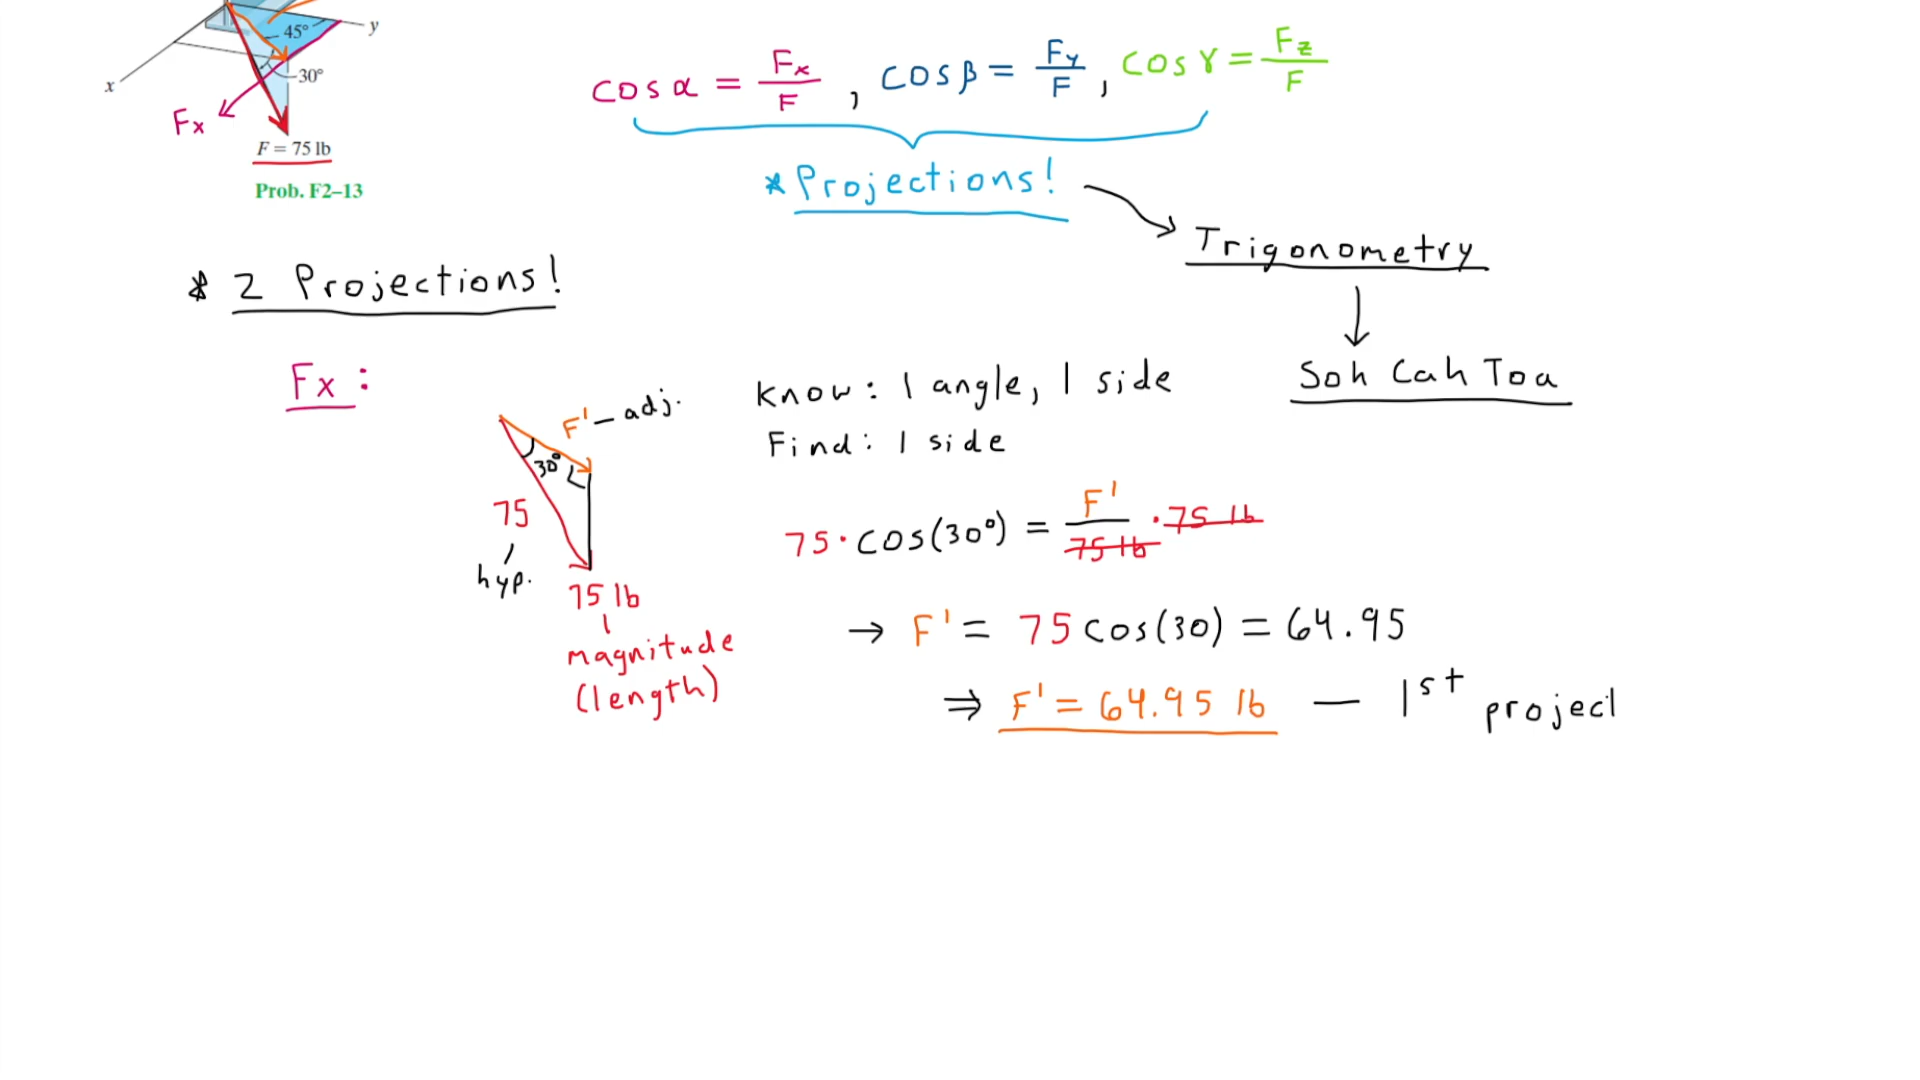 y
45°
30°
x
Fx
F = 75 lb
Prob. F2–13
cos α = Fx/F , cos β = Fy/F , cos γ = Fz/F
* Projections!
Trigonometry
Soh Cah Toa
* 2 Projections!
Fx:
F' – adj.
30°
75
hyp.
75 lb
magnitude
(length)
Know: 1 angle, 1 side
Find: 1 side
75 · cos(30°) = F'/75 lb · 75 lb
→ F' = 75 cos(30) = 64.95
⇒ F' = 64.95 lb — 1st project